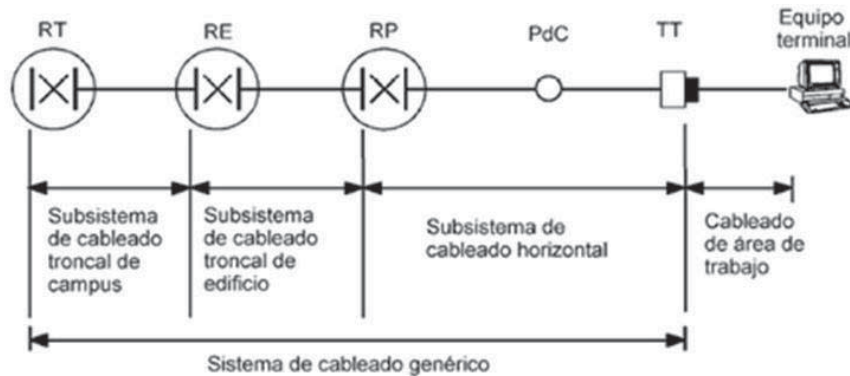 RT
RE
RP
PdC
TT
Equipo
terminal
Subsistema
de cableado
troncal de
campus
Subsistema
de cableado
troncal de
edificio
Subsistema de
cableado horizontal
Cableado
de área de
trabajo
Sistema de cableado genérico